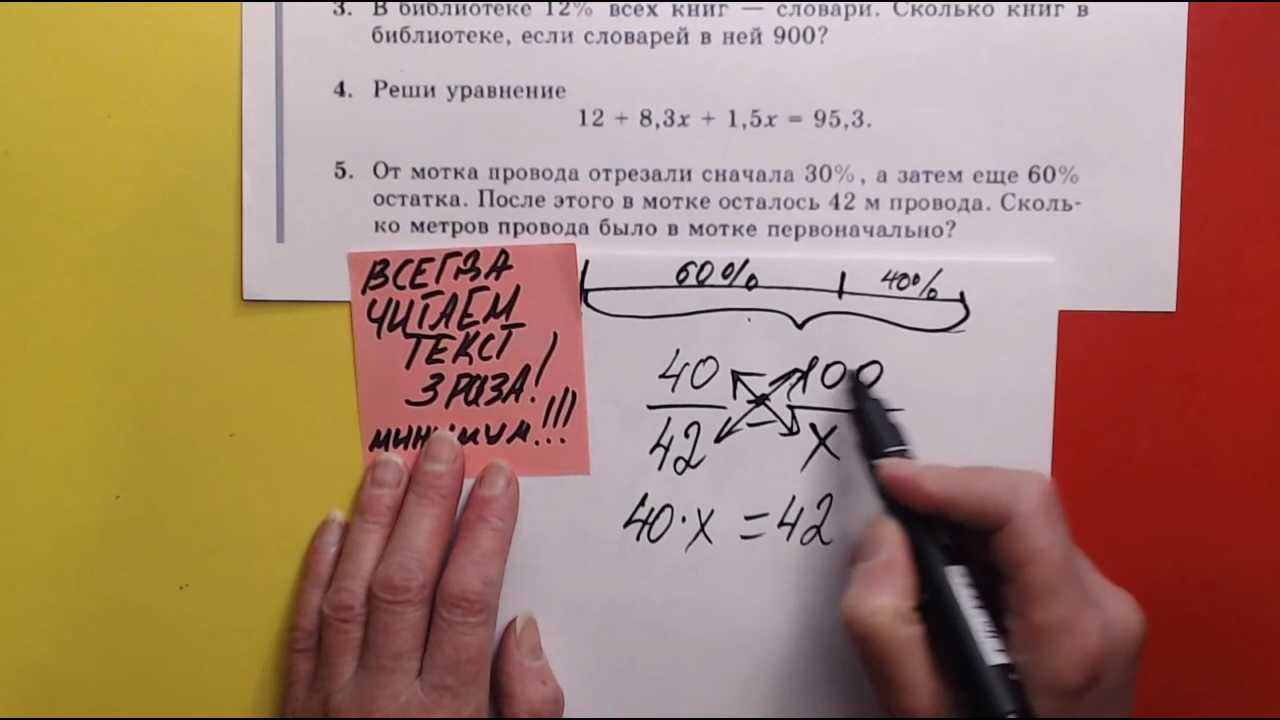 3. В библиотеке 12% всех книг — словари. Сколько книг в
библиотеке, если словарей в ней 900?
4. Реши уравнение
12 + 8,3x + 1,5x = 95,3.
5. От мотка провода отрезали сначала 30%, а затем еще 60%
остатка. После этого в мотке осталось 42 м провода. Сколь-
ко метров провода было в мотке первоначально?
ВСЕГДА
ЧИТАЕМ
ТЕКСТ
3 РАЗА!
минимум...!!!
60% 40%
40 100
42 = x
40·x = 42